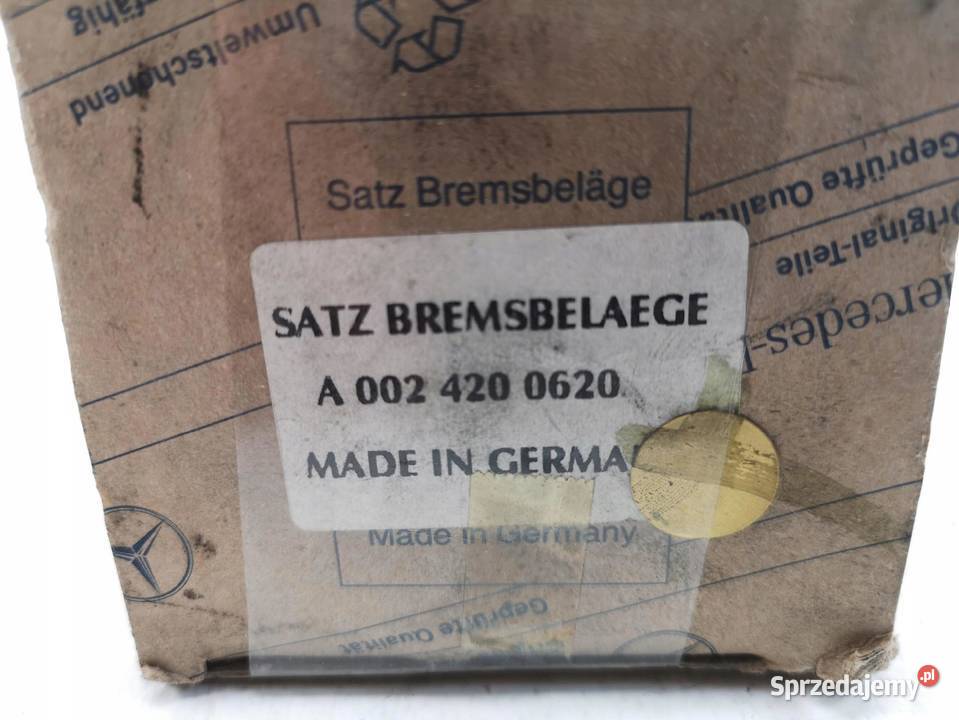 Umweltschonend
Satz Bremsbeläge
Geprüfte
Original-Teile
SATZ BREMSBELAEGE
A 002 420 0620
MADE IN GERMA
Made in Germany
Geprüfte Qualität
Sprzedajemy.pl